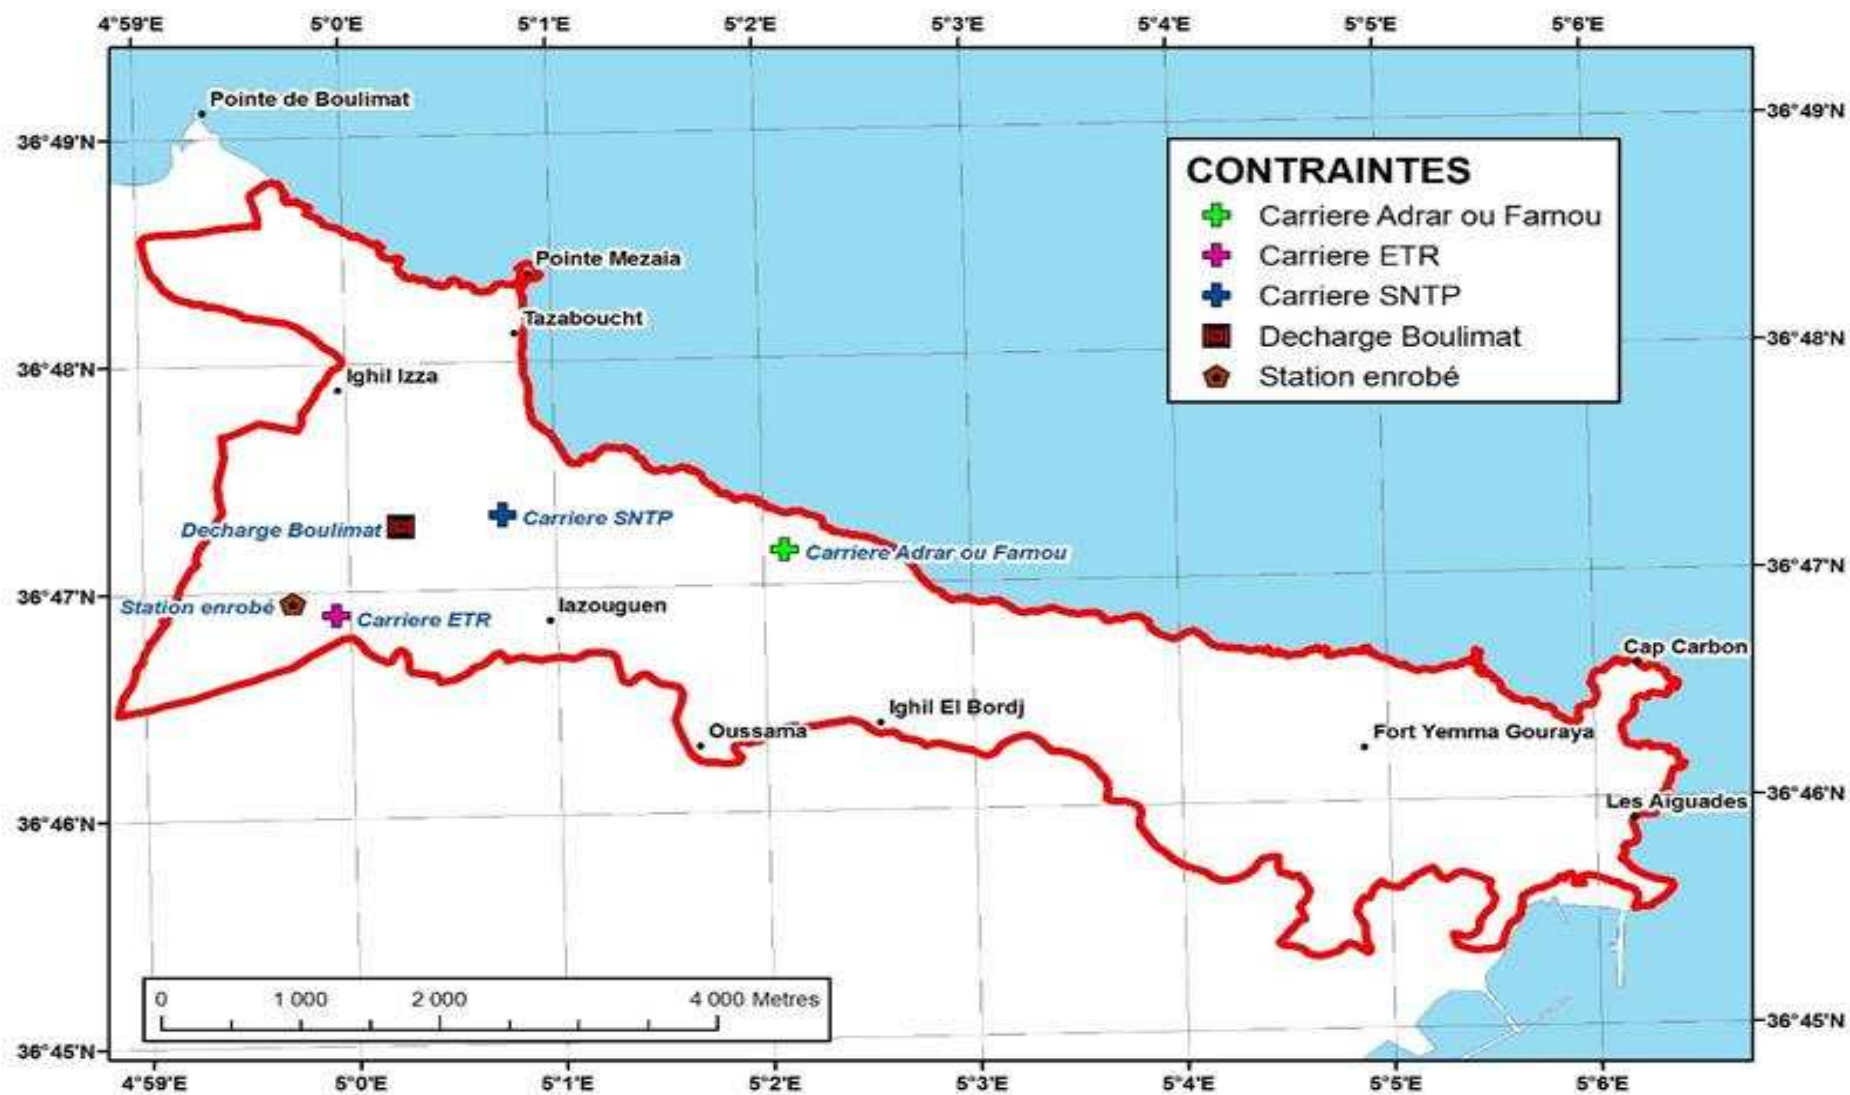 4°59'E 5°0'E 5°1'E 5°2'E 5°3'E 5°4'E 5°5'E 5°6'E
Pointe de Boulimat
36°49'N 36°49'N
CONTRAINTES
Carriere Adrar ou Farnou
Carriere ETR
Carriere SNTP
Decharge Boulimat
Station enrobé
Pointe Mezaia
Tazaboucht
36°48'N 36°48'N
Ighil Izza
Decharge Boulimat
Carriere SNTP
Carriere Adrar ou Farnou
36°47'N 36°47'N
Station enrobé
Carriere ETR
Iazouguen
Cap Carbon
Ighil El Bordj
Oussama
Fort Yemma Gouraya
Les Aiguades
36°46'N 36°46'N
0 1 000 2 000 4 000 Metres
36°45'N 36°45'N
4°59'E 5°0'E 5°1'E 5°2'E 5°3'E 5°4'E 5°5'E 5°6'E